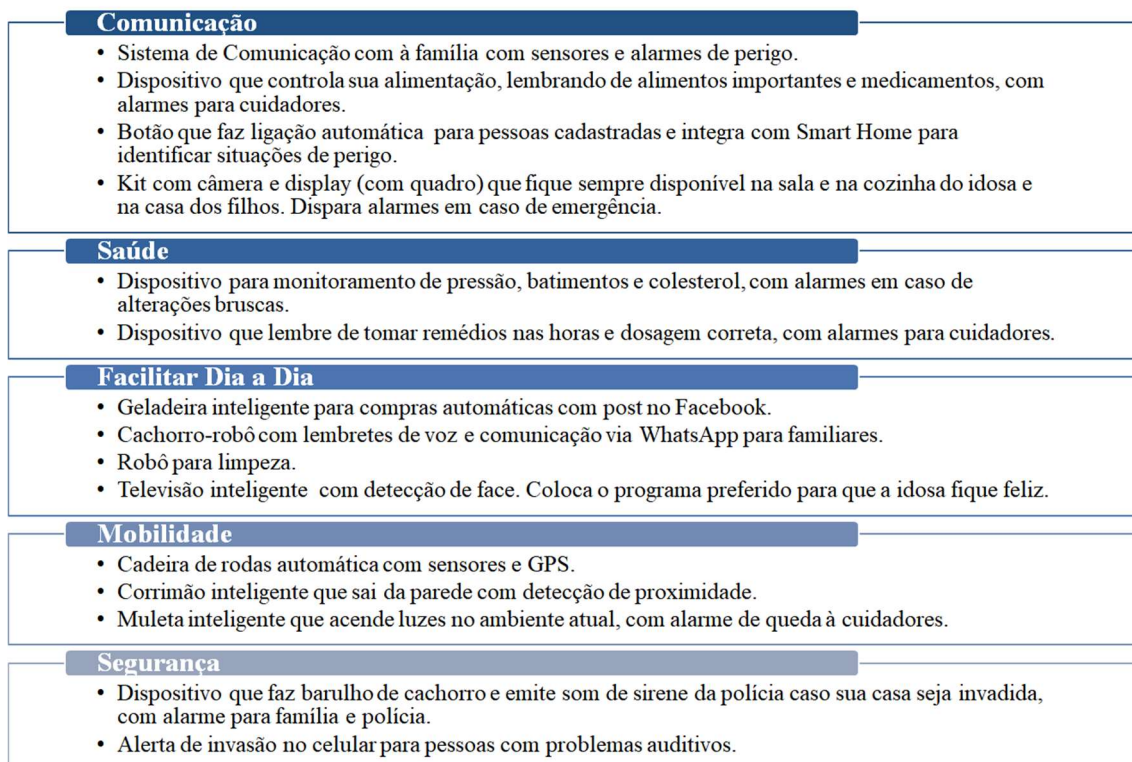 Comunicação
• Sistema de Comunicação com à família com sensores e alarmes de perigo.
• Dispositivo que controla sua alimentação, lembrando de alimentos importantes e medicamentos, com
alarmes para cuidadores.
• Botão que faz ligação automática para pessoas cadastradas e integra com Smart Home para
identificar situações de perigo.
• Kit com câmera e display (com quadro) que fique sempre disponível na sala e na cozinha do idosa e
na casa dos filhos. Dispara alarmes em caso de emergência.
Saúde
• Dispositivo para monitoramento de pressão, batimentos e colesterol, com alarmes em caso de
alterações bruscas.
• Dispositivo que lembre de tomar remédios nas horas e dosagem correta, com alarmes para cuidadores.
Facilitar Dia a Dia
• Geladeira inteligente para compras automáticas com post no Facebook.
• Cachorro-robô com lembretes de voz e comunicação via WhatsApp para familiares.
• Robô para limpeza.
• Televisão inteligente com detecção de face. Coloca o programa preferido para que a idosa fique feliz.
Mobilidade
• Cadeira de rodas automática com sensores e GPS.
• Corrimão inteligente que sai da parede com detecção de proximidade.
• Muleta inteligente que acende luzes no ambiente atual, com alarme de queda à cuidadores.
Segurança
• Dispositivo que faz barulho de cachorro e emite som de sirene da polícia caso sua casa seja invadida,
com alarme para família e polícia.
• Alerta de invasão no celular para pessoas com problemas auditivos.